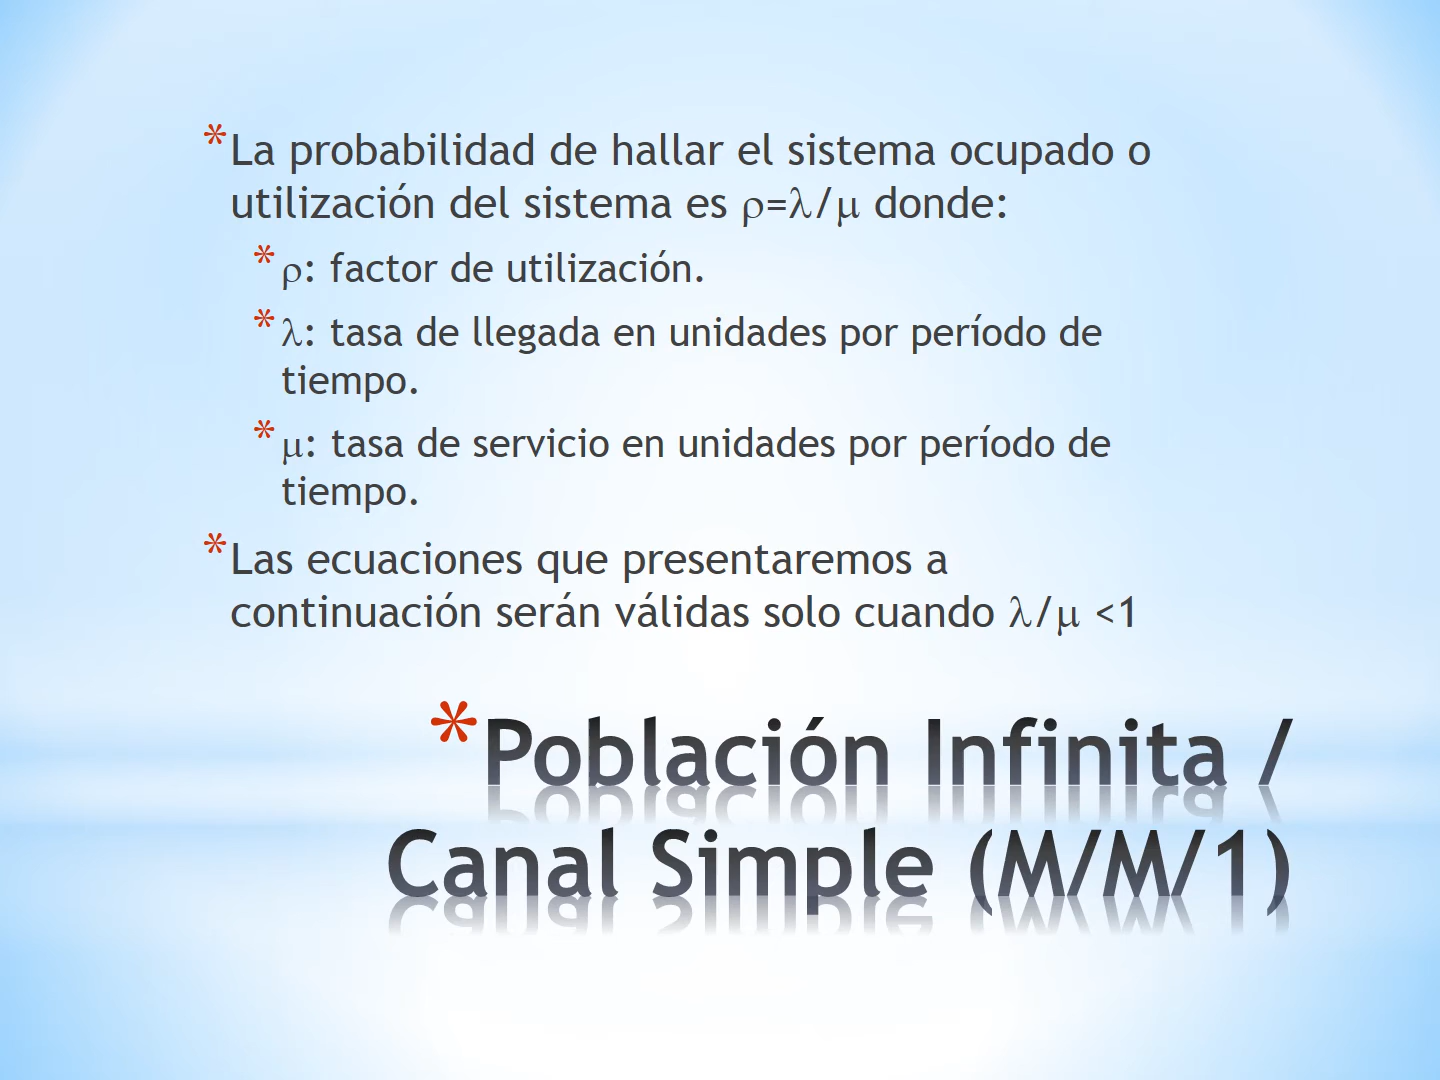 * La probabilidad de hallar el sistema ocupado o
utilización del sistema es ρ=λ/μ donde:
* ρ: factor de utilización.
* λ: tasa de llegada en unidades por período de
tiempo.
* μ: tasa de servicio en unidades por período de
tiempo.
* Las ecuaciones que presentaremos a
continuación serán válidas solo cuando λ/μ <1
* Población Infinita /
Canal Simple (M/M/1)